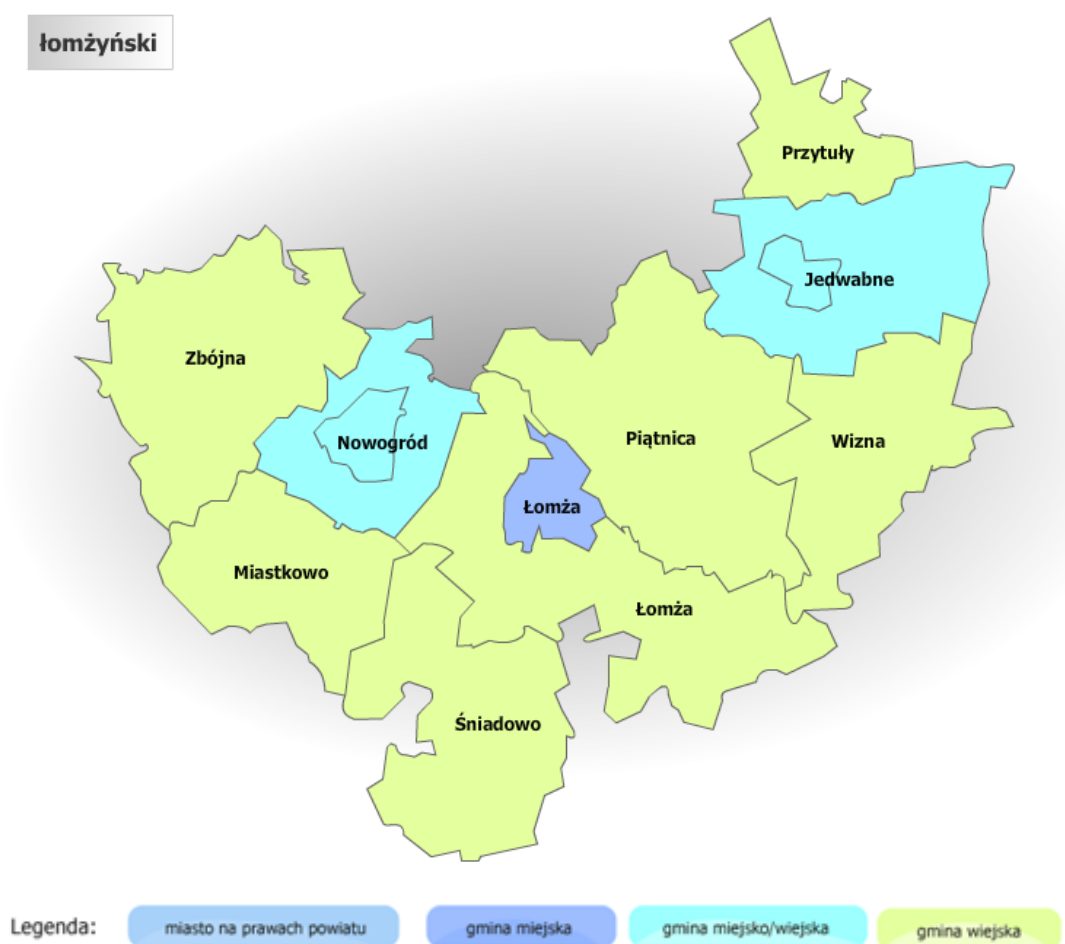 łomżyński
Przytuły
Jedwabne
Zbójna
Nowogród
Piątnica
Wizna
Łomża
Miastkowo
Łomża
Śniadowo
Legenda: miasto na prawach powiatu gmina miejska gmina miejsko/wiejska gmina wiejska